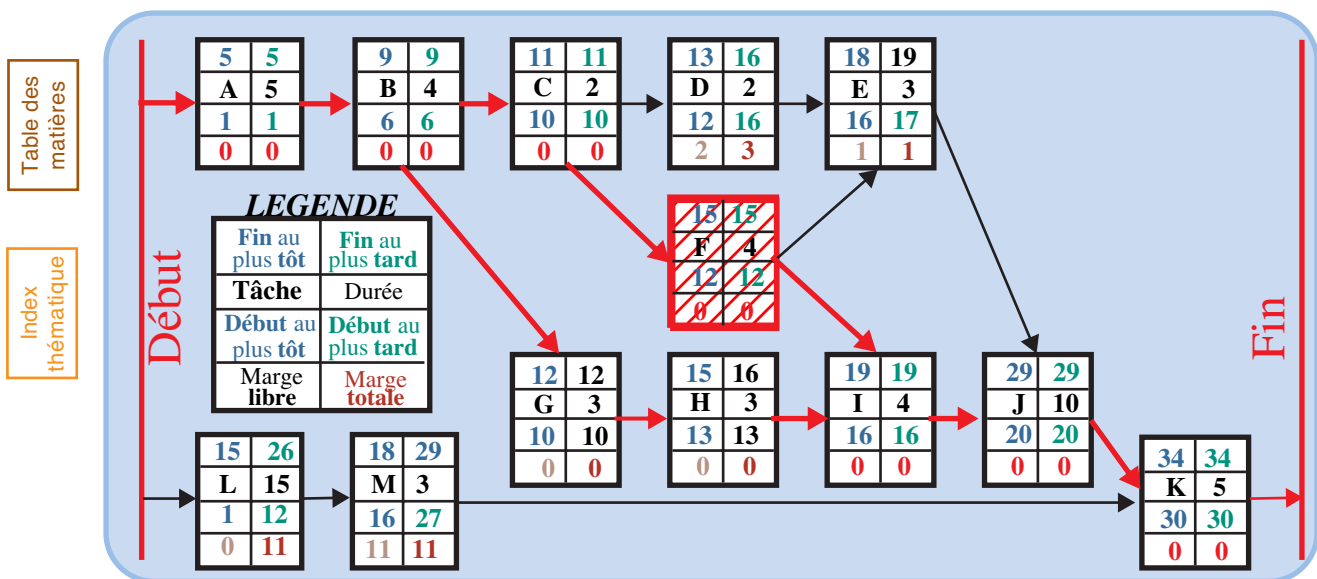 Table des
matières
Index
thématique
Début
Fin
5 5
A 5
1 1
0 0
9 9
B 4
6 6
0 0
11 11
C 2
10 10
0 0
13 16
D 2
12 16
2 3
18 19
E 3
16 17
1 1
15 15
F 4
12 12
0 0
LEGENDE
Fin au
plus tôt
Fin au
plus tard
Tâche
Durée
Début au
plus tôt
Début au
plus tard
Marge
libre
Marge
totale
12 12
G 3
10 10
0 0
15 16
H 3
13 13
0 0
19 19
I 4
16 16
0 0
29 29
J 10
20 20
0 0
15 26
L 15
1 12
0 11
18 29
M 3
16 27
11 11
34 34
K 5
30 30
0 0